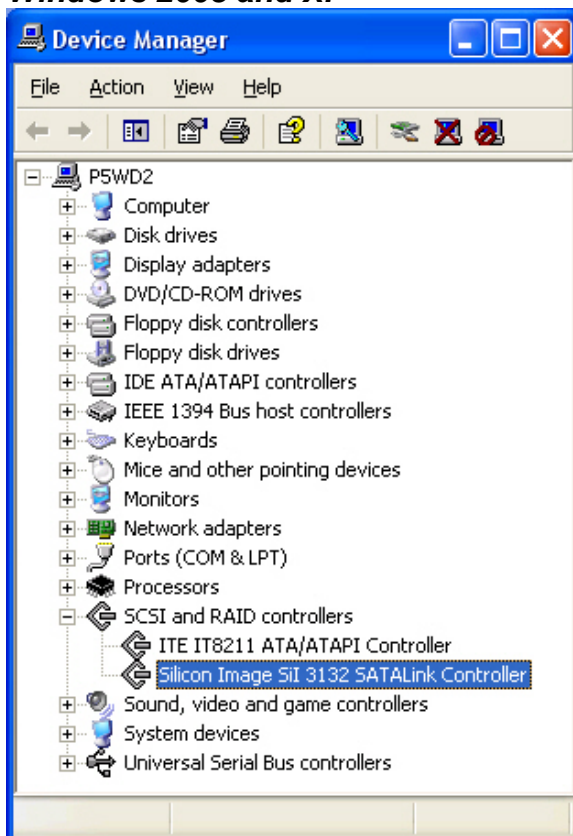 Windows 2003 and XP
Device Manager
File Action View Help
P5WD2
Computer
Disk drives
Display adapters
DVD/CD-ROM drives
Floppy disk controllers
Floppy disk drives
IDE ATA/ATAPI controllers
IEEE 1394 Bus host controllers
Keyboards
Mice and other pointing devices
Monitors
Network adapters
Ports (COM & LPT)
Processors
SCSI and RAID controllers
ITE IT8211 ATA/ATAPI Controller
Silicon Image SiI 3132 SATALink Controller
Sound, video and game controllers
System devices
Universal Serial Bus controllers